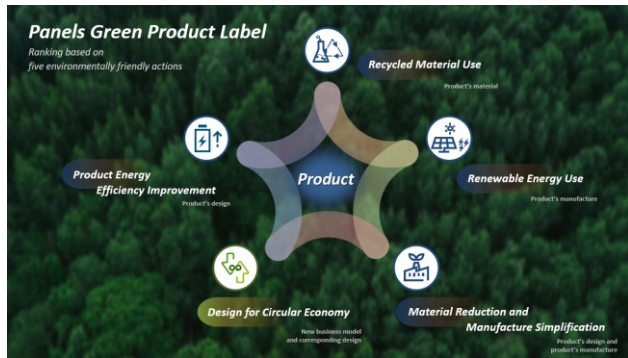 Panels Green Product Label
Ranking based on
five environmentally friendly actions
Recycled Material Use
Product's material
Product Energy
Efficiency Improvement
Product's design
Product
Renewable Energy Use
Product's manufacture
Design for Circular Economy
New business model
and corresponding design
Material Reduction and
Manufacture Simplification
Product's design and
product's manufacture